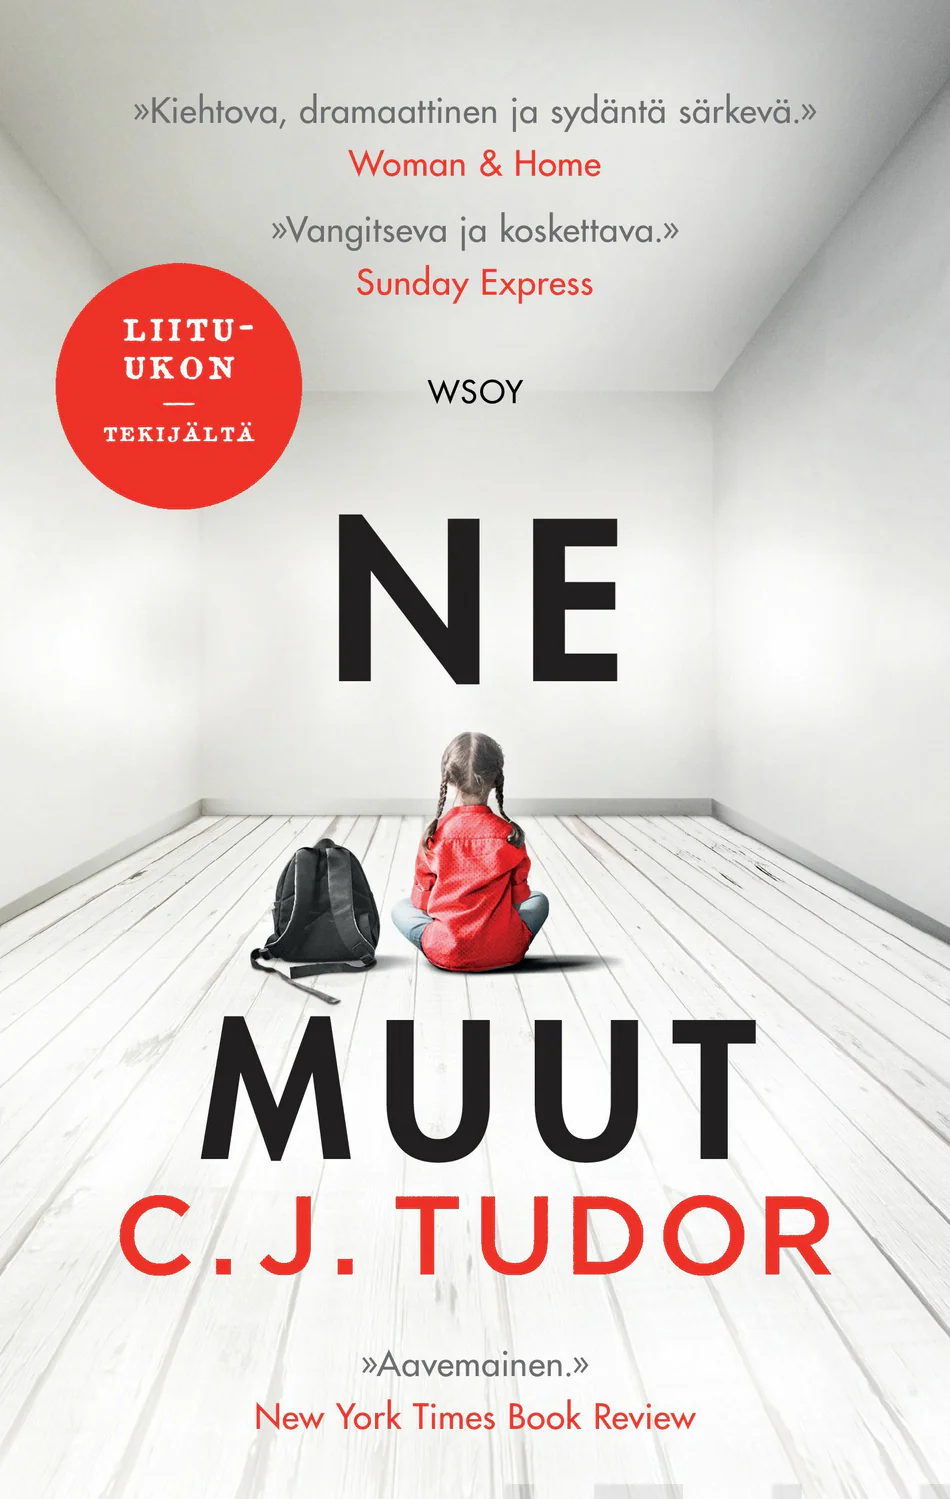 »Kiehtova, dramaattinen ja sydäntä särkevä.»
Woman & Home
»Vangitseva ja koskettava.»
Sunday Express
LIITU-
UKON
—
TEKIJÄLTÄ
WSOY
NE
MUUT
C.J. TUDOR
»Aavemainen.»
New York Times Book Review